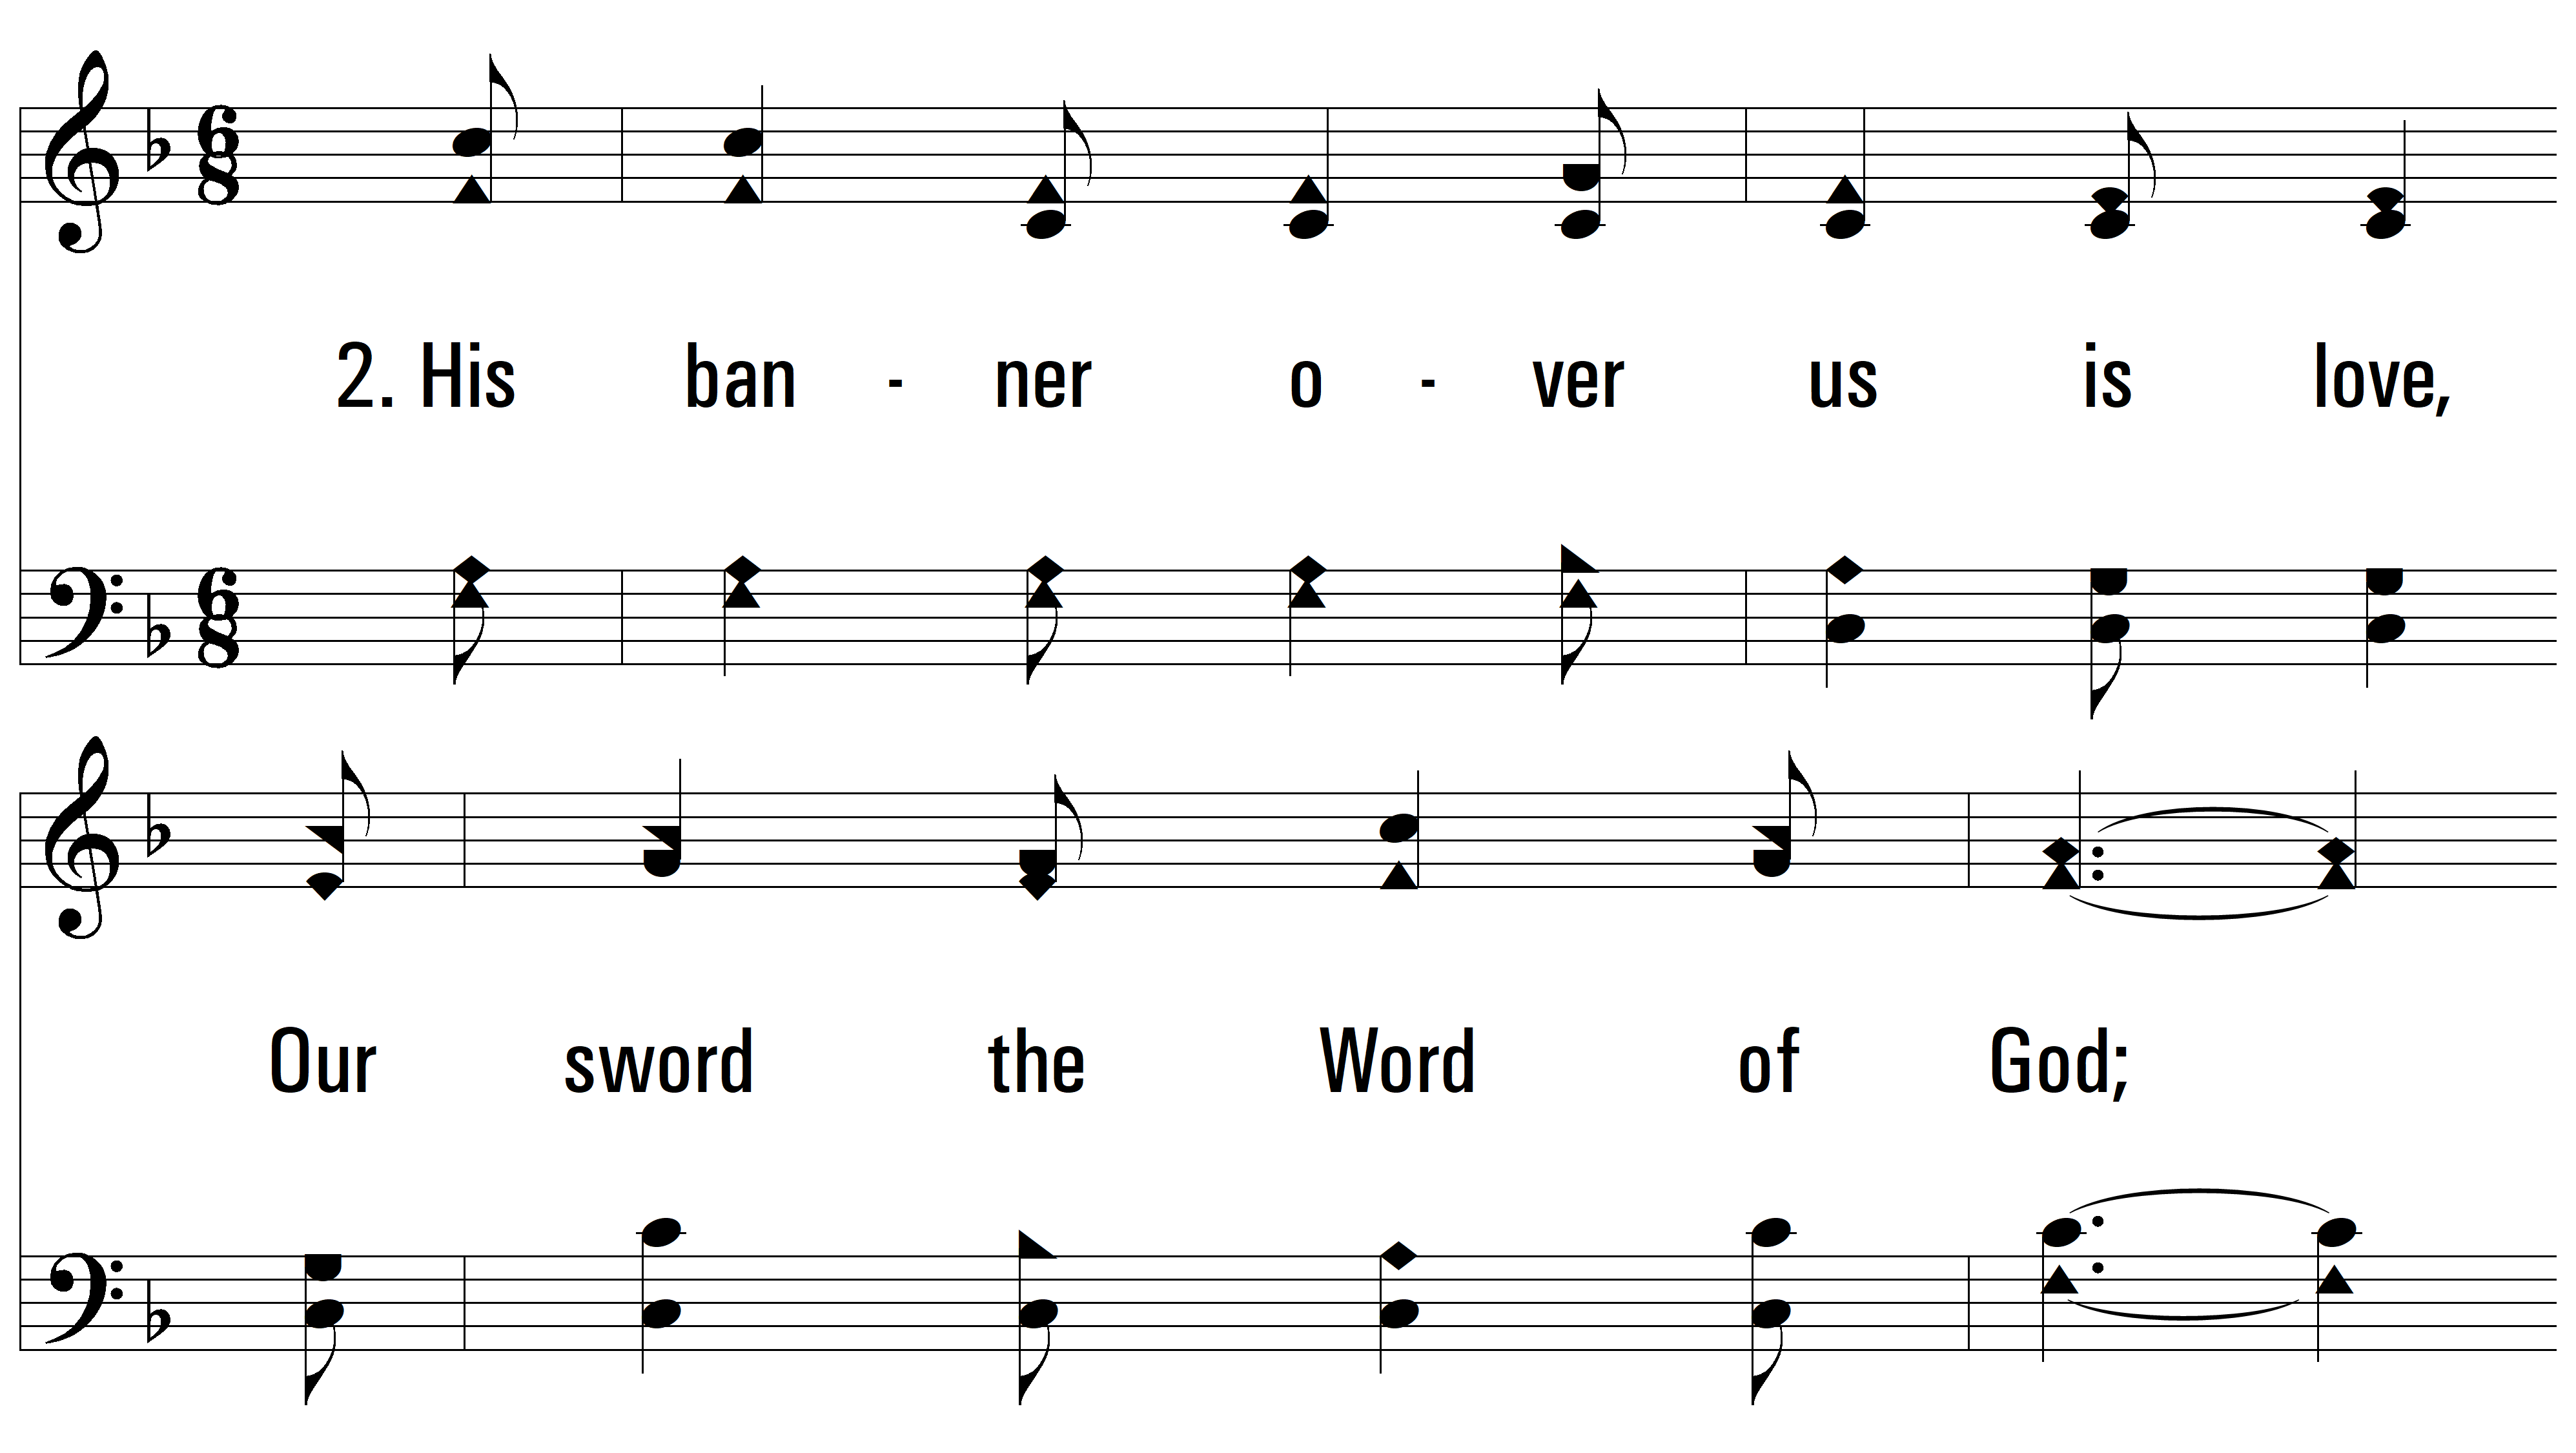 2. His ban - ner o - ver us is love,
Our sword the Word of God;